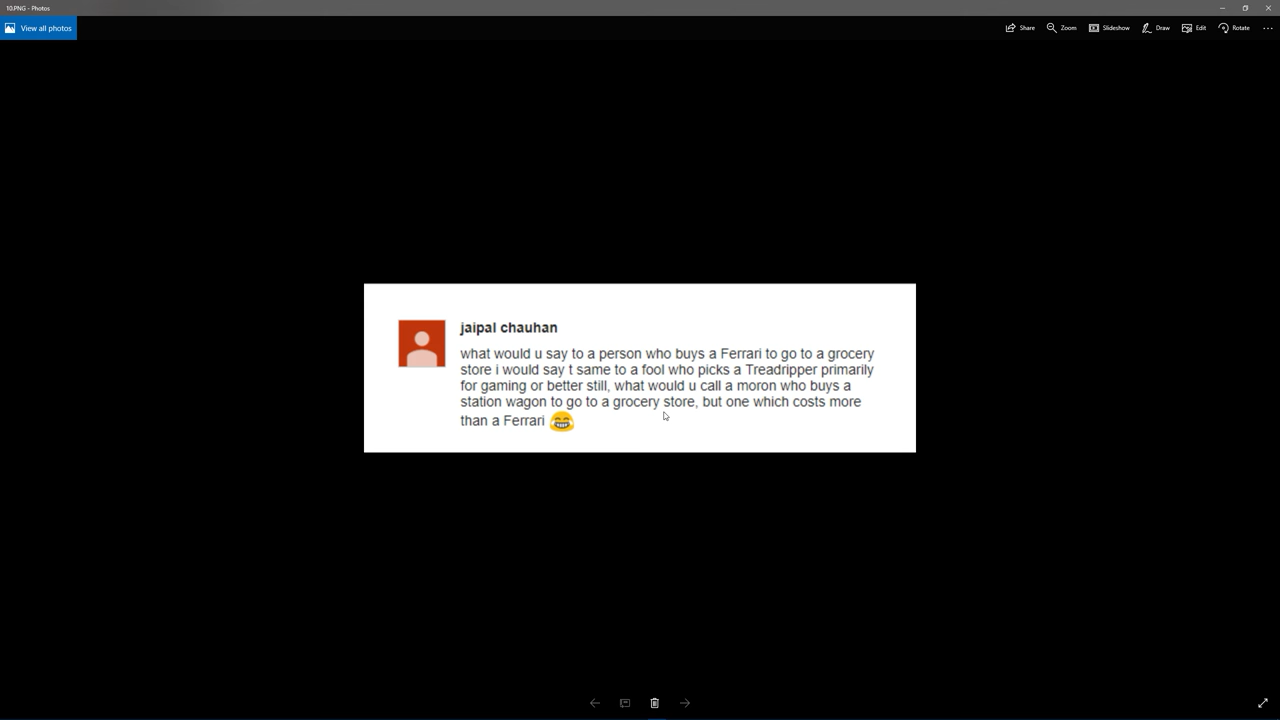 10.PNG - Photos
View all photos
Share
Zoom
Slideshow
Draw
Edit
Rotate
jaipal chauhan
what would u say to a person who buys a Ferrari to go to a grocery
store i would say t same to a fool who picks a Treadripper primarily
for gaming or better still, what would u call a moron who buys a
station wagon to go to a grocery store, but one which costs more
than a Ferrari 😂